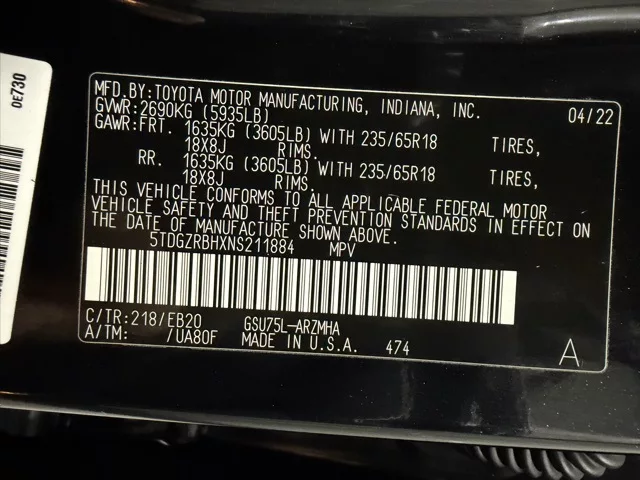 0E730
MFD.BY:TOYOTA MOTOR MANUFACTURING, INDIANA, INC. 04/22
GVWR:2690KG (5935LB)
GAWR:FRT. 1635KG (3605LB) WITH 235/65R18 TIRES,
18X8J RIMS.
RR. 1635KG (3605LB) WITH 235/65R18 TIRES,
18X8J RIMS.
THIS VEHICLE CONFORMS TO ALL APPLICABLE FEDERAL MOTOR
VEHICLE SAFETY AND THEFT PREVENTION STANDARDS IN EFFECT ON
THE DATE OF MANUFACTURE SHOWN ABOVE.
5TDGZRBHXNS211884 MPV
C/TR:218/EB20 GSU75L-ARZMHA
A/TM: /UA80F MADE IN U.S.A. 474 A